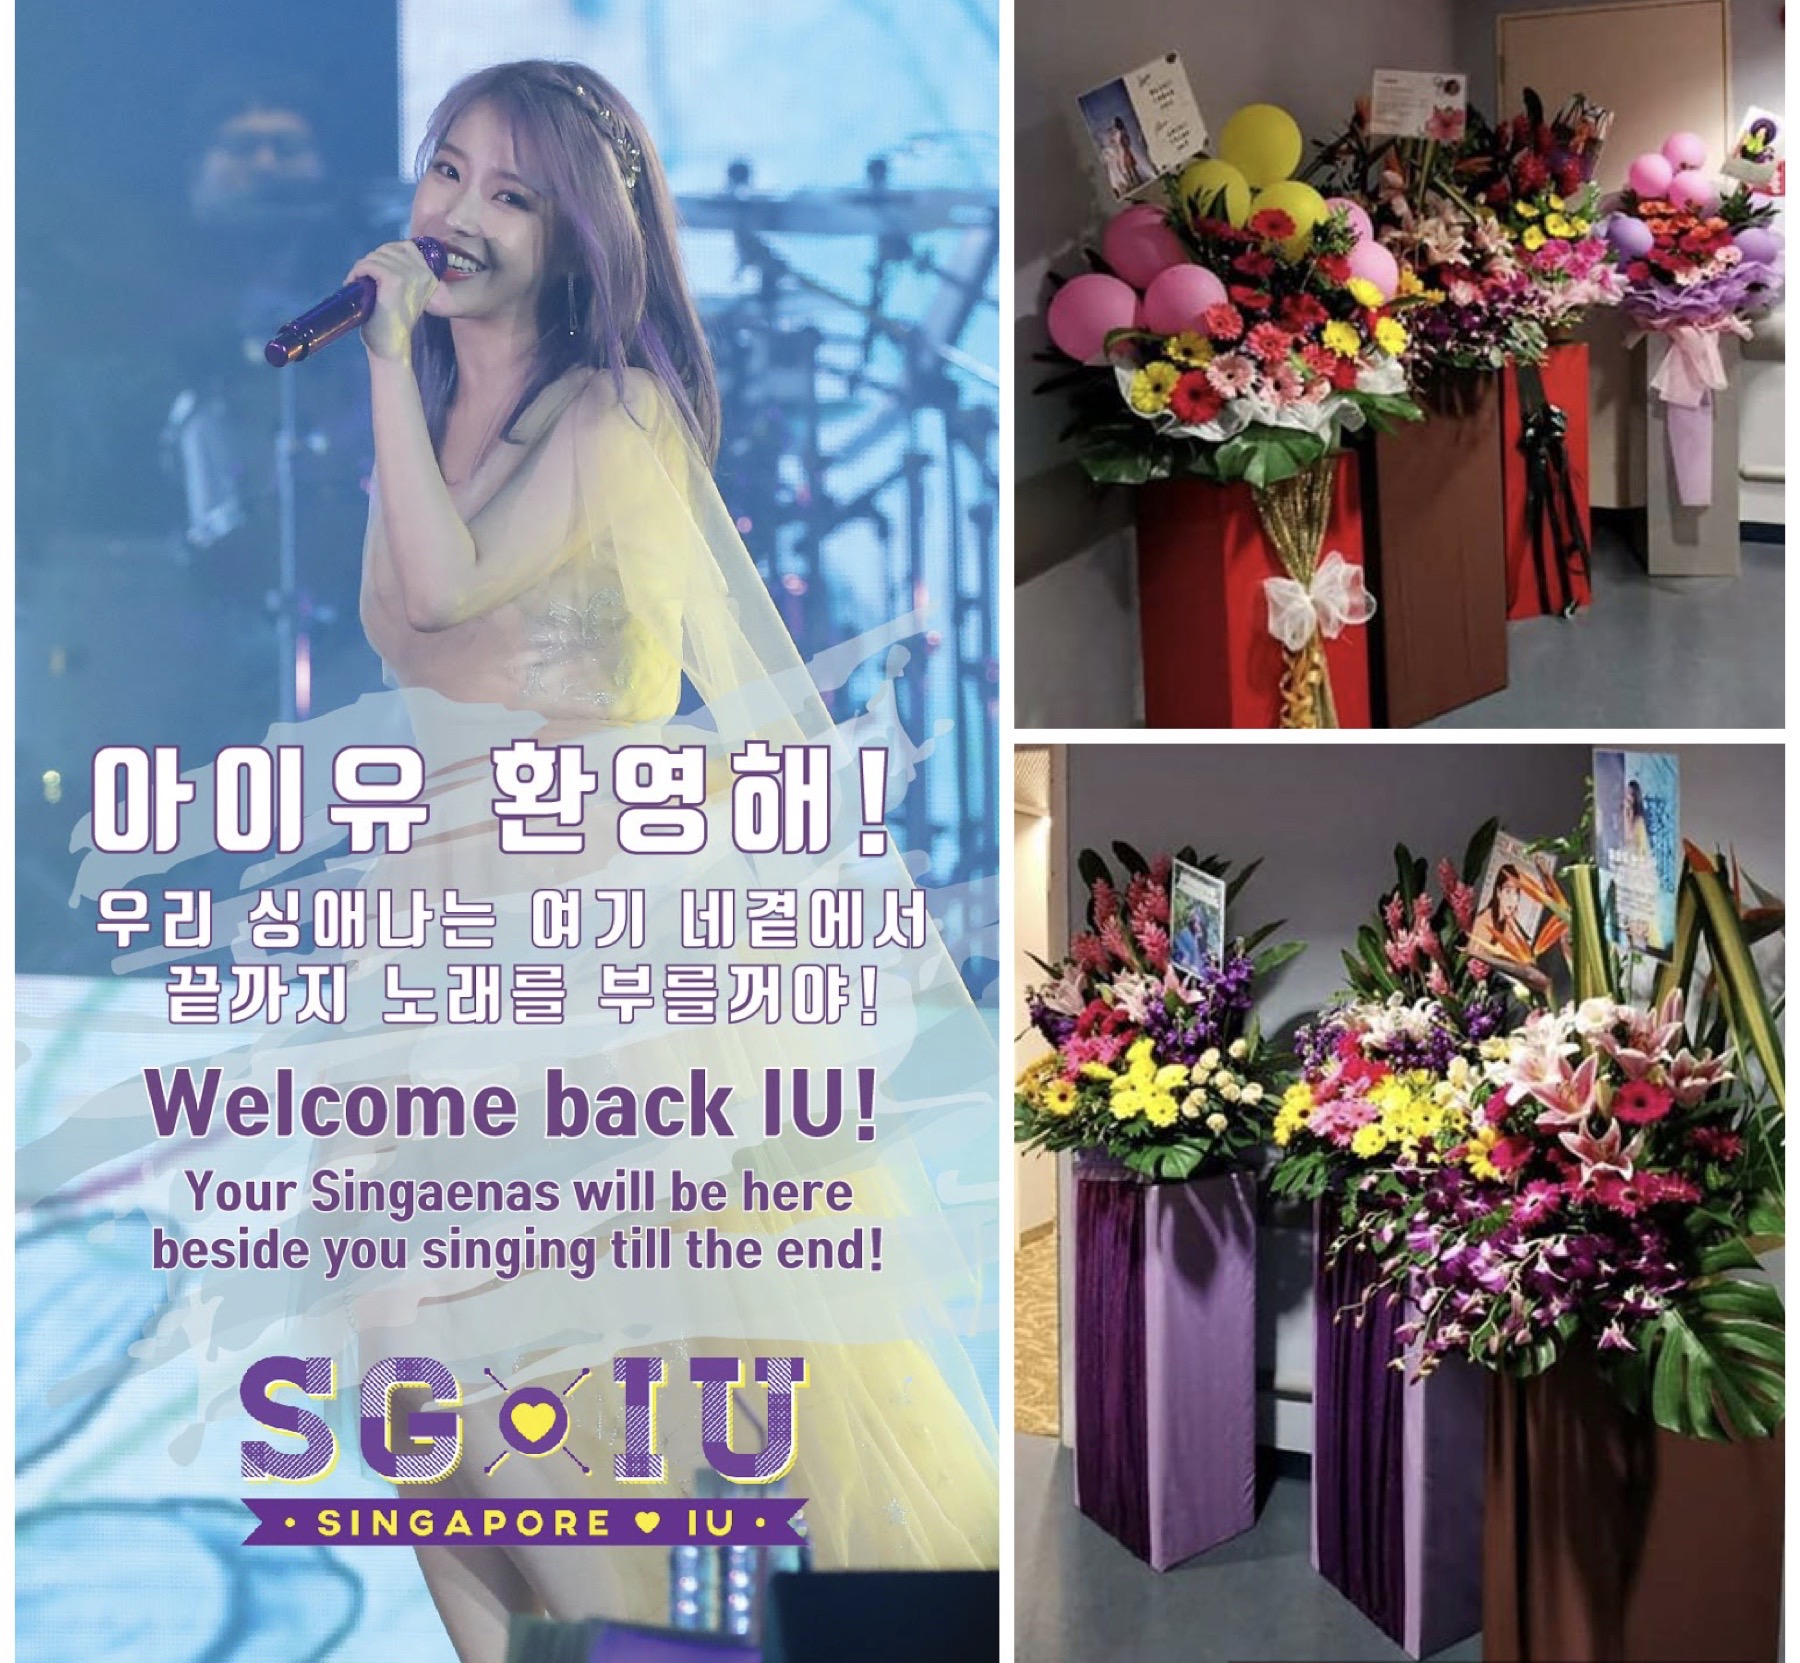 아이유 환영해!
우리 싱애나는 여기 네곁에서
끝까지 노래를 부를꺼야!
Welcome back IU!
Your Singaenas will be here
beside you singing till the end!
SG IU
· SINGAPORE ♥ IU ·